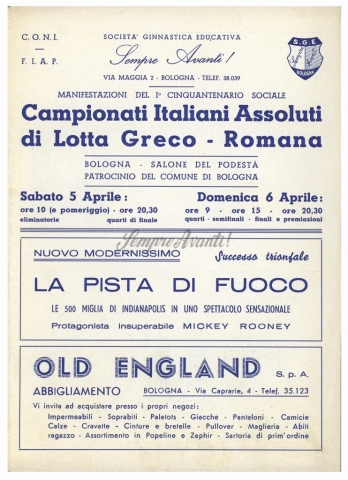 C. O. N. I.
SOCIETA' GINNASTICA EDUCATIVA
S.G.E.
F. I. A. P.
Sempre Avanti!
BOLOGNA
VIA MAGGIA 2 - BOLOGNA - TELEF. 38.039
MANIFESTAZIONI DEL I° CINQUANTENARIO SOCIALE
Campionati Italiani Assoluti
di Lotta Greco - Romana
BOLOGNA - SALONE DEL PODESTÀ
PATROCINIO DEL COMUNE DI BOLOGNA
Sabato 5 Aprile:
ore 10 (e pomeriggio) - ore 20,30
eliminatorie quarti di finale
Domenica 6 Aprile:
ore 9 - ore 15 - ore 20,30
quarti - semifinali - finali e premiazioni
Sempre Avanti!
NUOVO MODERNISSIMO
Successo trionfale
LA PISTA DI FUOCO
LE 500 MIGLIA DI INDIANAPOLIS IN UNO SPETTACOLO SENSAZIONALE
Protagonista insuperabile MICKEY ROONEY
OLD ENGLAND S. p. A.
ABBIGLIAMENTO BOLOGNA - Via Caprarie, 4 - Telef. 35.123
Vi invita ad acquistare presso i propri negozi:
Impermeabili - Soprabiti - Paletots - Giacche - Pantaloni - Camicie
Calze - Cravatte - Cinture e bretelle - Pullover - Maglieria - Abiti
ragazzo - Assortimento in Popeline e Zephir - Sartoria di prim'ordine